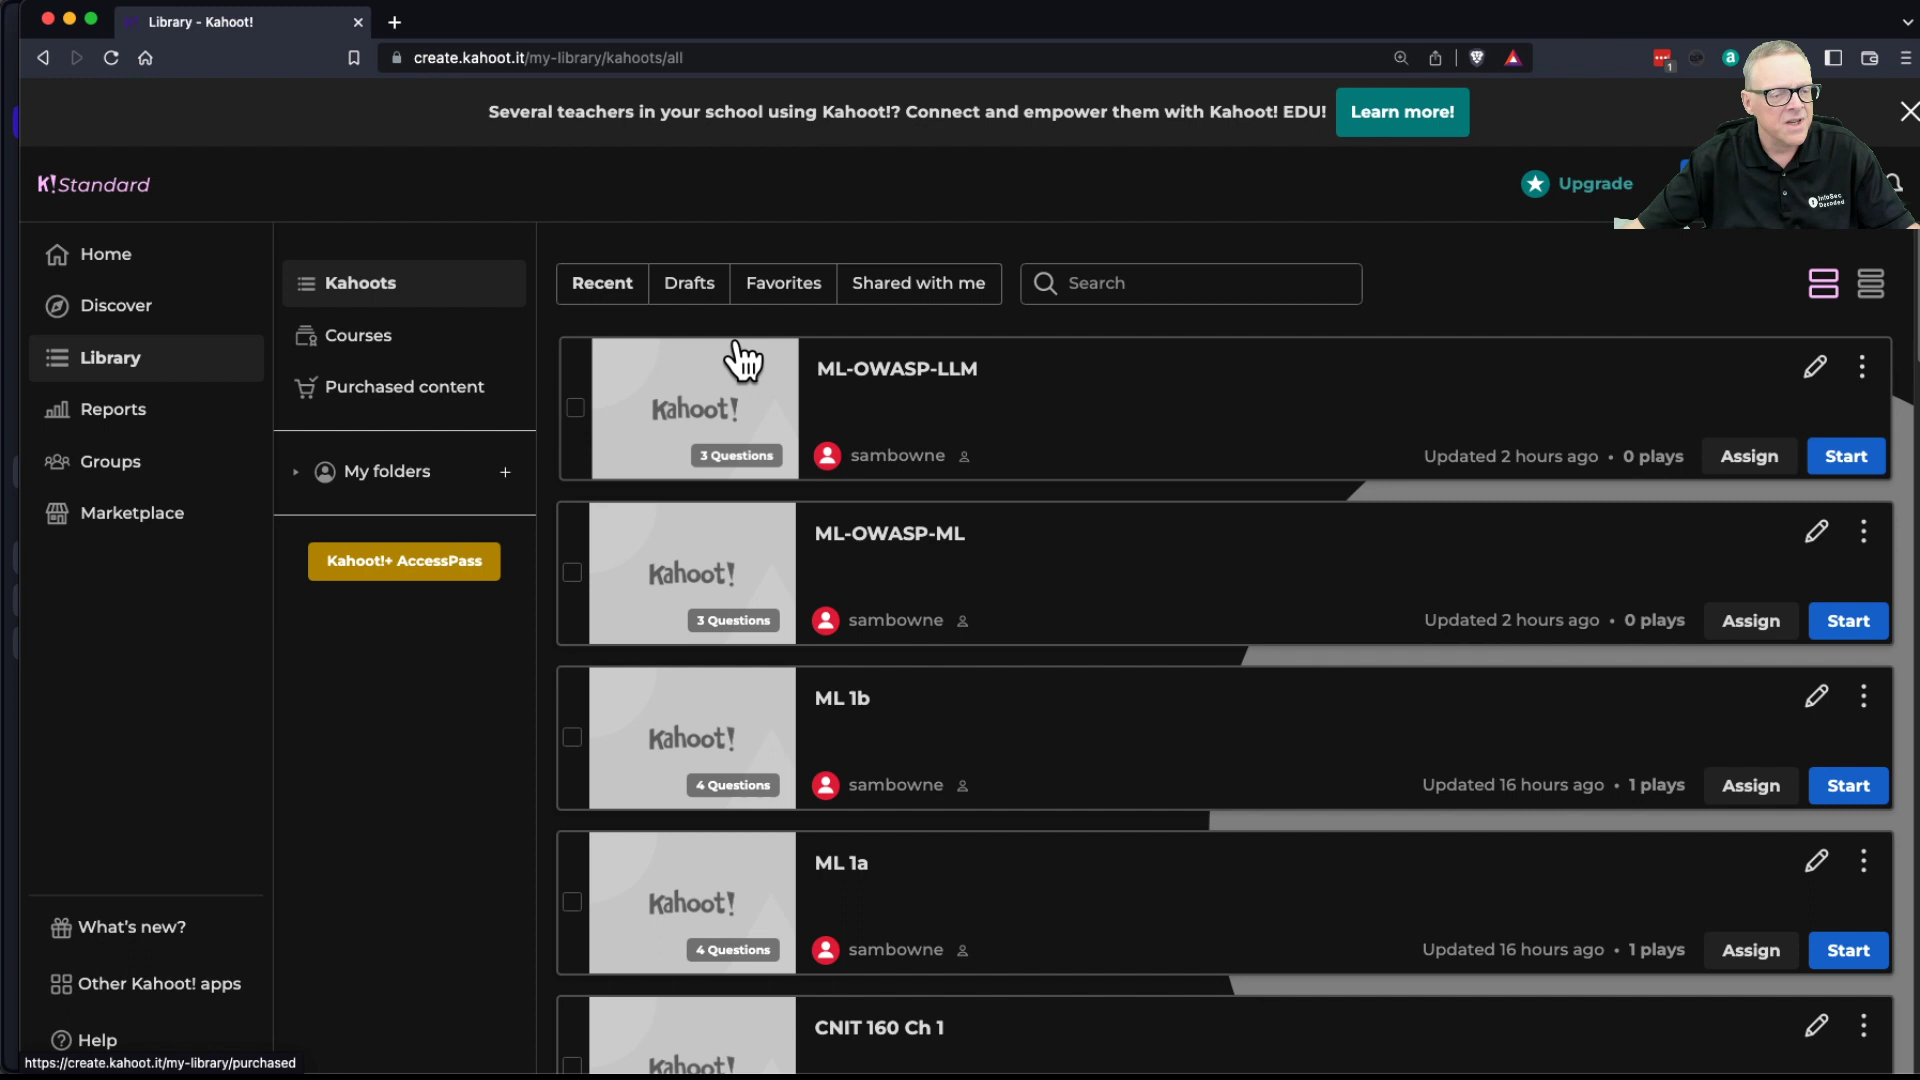 Library - Kahoot!
create.kahoot.it/my-library/kahoots/all
1
a
Several teachers in your school using Kahoot!? Connect and empower them with Kahoot! EDU!
Learn more!
K!Standard
Upgrade
InfoSec
Decoded
Home
Discover
Library
Reports
Groups
Marketplace
What's new?
Other Kahoot! apps
Help
https://create.kahoot.it/my-library/purchased
Kahoots
Courses
Purchased content
My folders
Kahoot!+ AccessPass
Recent
Drafts
Favorites
Shared with me
Search
Kahoot!
3 Questions
ML-OWASP-LLM
sambowne
Updated 2 hours ago • 0 plays
Assign
Start
Kahoot!
3 Questions
ML-OWASP-ML
sambowne
Updated 2 hours ago • 0 plays
Assign
Start
Kahoot!
4 Questions
ML 1b
sambowne
Updated 16 hours ago • 1 plays
Assign
Start
Kahoot!
4 Questions
ML 1a
sambowne
Updated 16 hours ago • 1 plays
Assign
Start
Kahoot!
CNIT 160 Ch 1